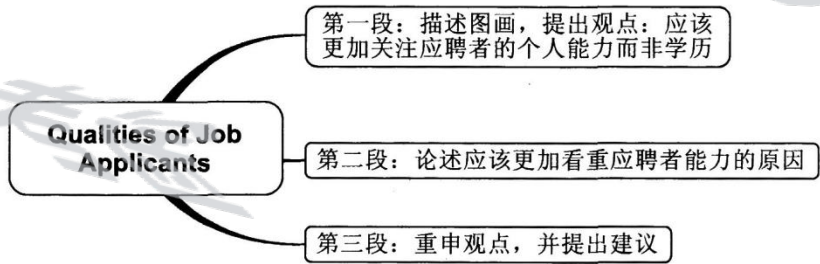 第一段：描述图画，提出观点：应该
更加关注应聘者的个人能力而非学历
Qualities of Job
Applicants
第二段：论述应该更加看重应聘者能力的原因
第三段：重申观点，并提出建议